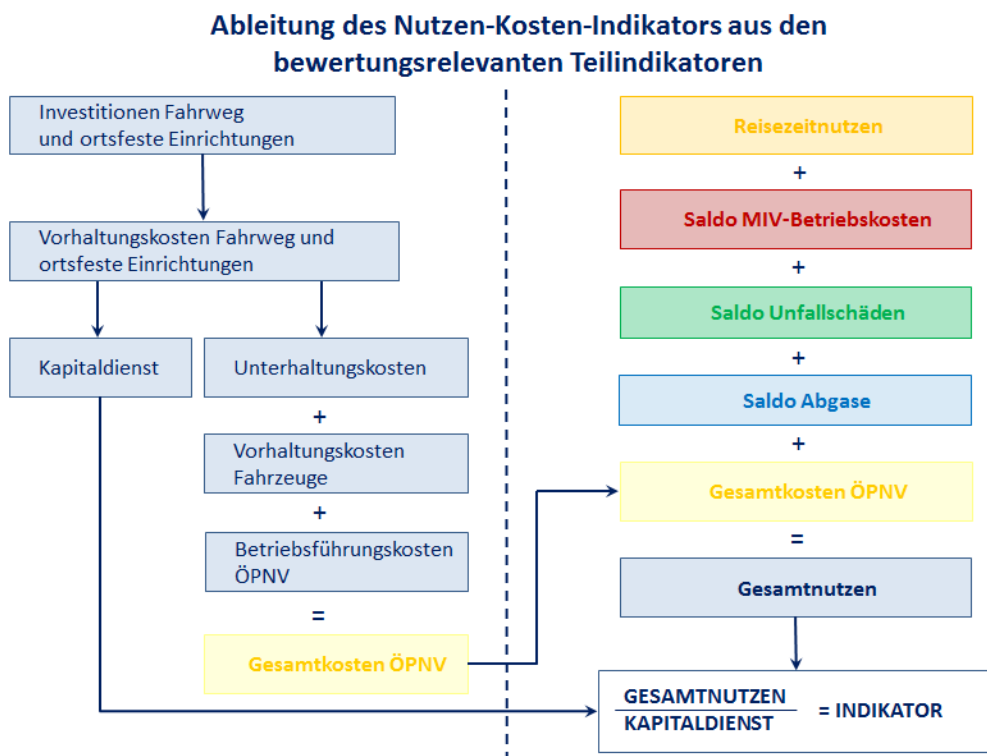 Ableitung des Nutzen-Kosten-Indikators aus den
bewertungsrelevanten Teilindikatoren
Investitionen Fahrweg
und ortsfeste Einrichtungen
Vorhaltungskosten Fahrweg und
ortsfeste Einrichtungen
Kapitaldienst
Unterhaltungskosten
+
Vorhaltungskosten
Fahrzeuge
+
Betriebsführungskosten
ÖPNV
=
Gesamtkosten ÖPNV
Reisezeitnutzen
+
Saldo MIV-Betriebskosten
+
Saldo Unfallschäden
+
Saldo Abgase
+
Gesamtkosten ÖPNV
=
Gesamtnutzen
GESAMTNUTZEN
KAPITALDIENST
= INDIKATOR